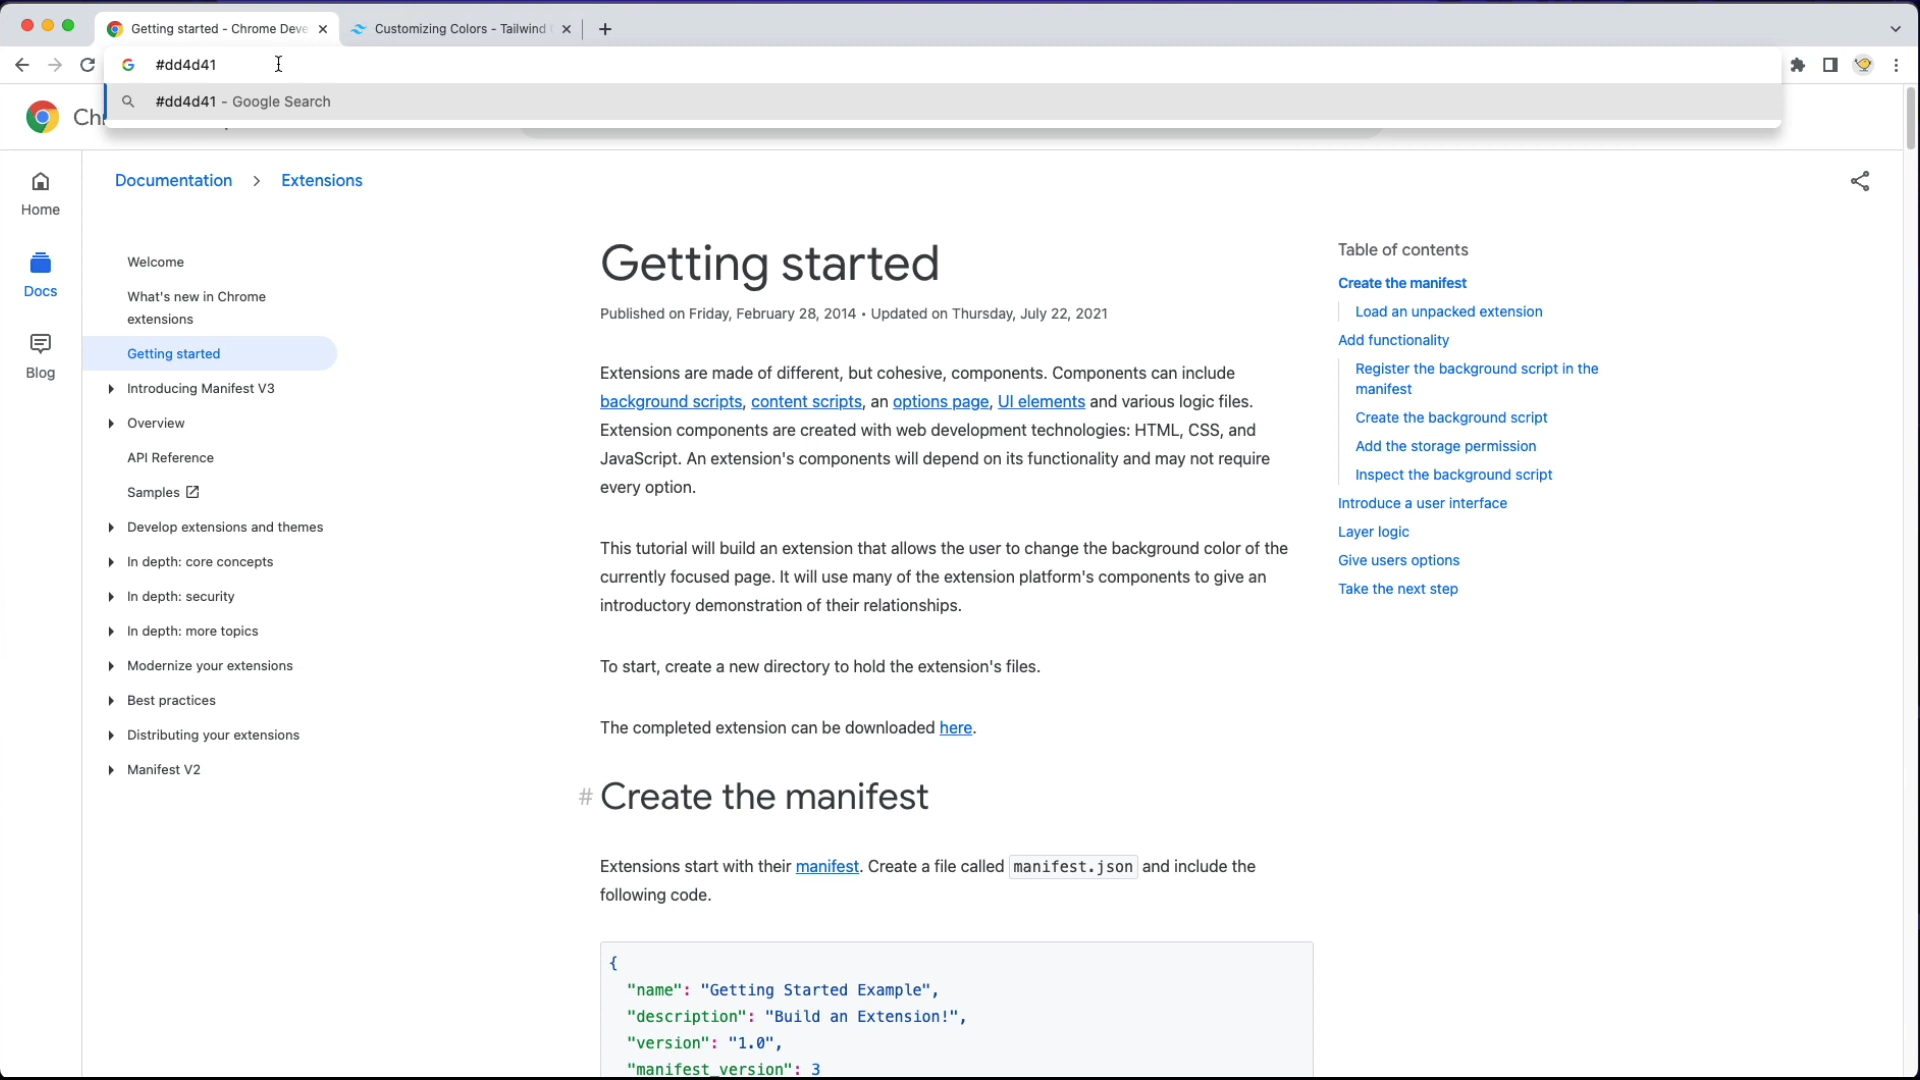 Getting started - Chrome Deve
Customizing Colors - Tailwind
#dd4d41
#dd4d41 - Google Search
Documentation > Extensions
Home
Docs
Blog
Welcome
What's new in Chrome
extensions
Getting started
Introducing Manifest V3
Overview
API Reference
Samples
Develop extensions and themes
In depth: core concepts
In depth: security
In depth: more topics
Modernize your extensions
Best practices
Distributing your extensions
Manifest V2
Getting started
Published on Friday, February 28, 2014 • Updated on Thursday, July 22, 2021
Extensions are made of different, but cohesive, components. Components can include
background scripts, content scripts, an options page, UI elements and various logic files.
Extension components are created with web development technologies: HTML, CSS, and
JavaScript. An extension's components will depend on its functionality and may not require
every option.
This tutorial will build an extension that allows the user to change the background color of the
currently focused page. It will use many of the extension platform's components to give an
introductory demonstration of their relationships.
To start, create a new directory to hold the extension's files.
The completed extension can be downloaded here.
# Create the manifest
Extensions start with their manifest. Create a file called manifest.json and include the
following code.
{
"name": "Getting Started Example",
"description": "Build an Extension!",
"version": "1.0",
"manifest_version": 3
Table of contents
Create the manifest
Load an unpacked extension
Add functionality
Register the background script in the
manifest
Create the background script
Add the storage permission
Inspect the background script
Introduce a user interface
Layer logic
Give users options
Take the next step